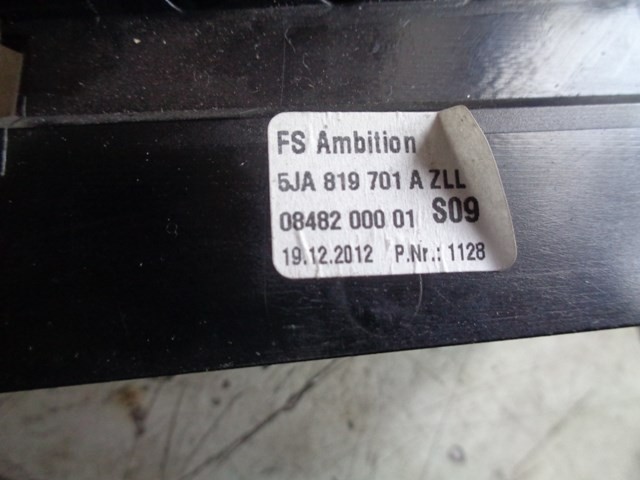 FS Ambition
5JA 819 701 A ZLL
08482 000 01 S09
19.12.2012 P.Nr.: 1128